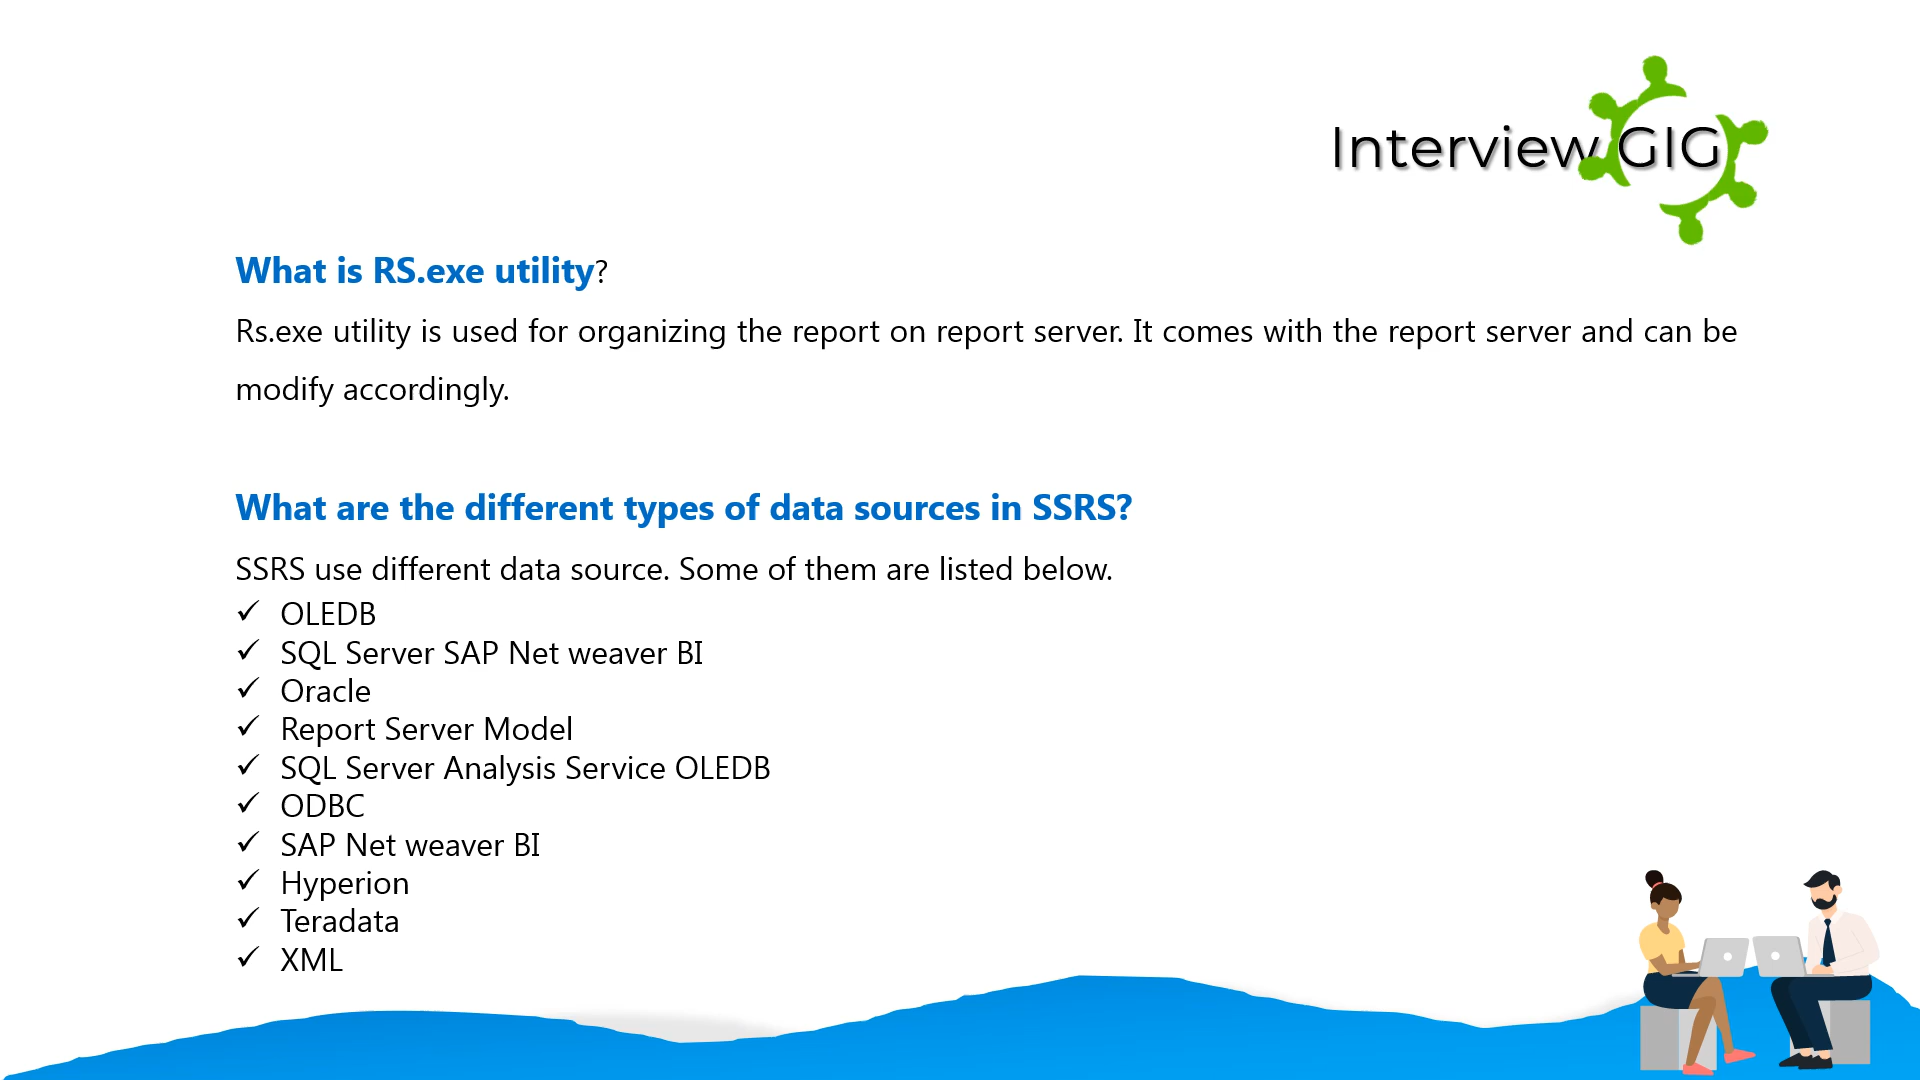 Interview GIG
What is RS.exe utility?
Rs.exe utility is used for organizing the report on report server. It comes with the report server and can be
modify accordingly.
What are the different types of data sources in SSRS?
SSRS use different data source. Some of them are listed below.
✓ OLEDB
✓ SQL Server SAP Net weaver BI
✓ Oracle
✓ Report Server Model
✓ SQL Server Analysis Service OLEDB
✓ ODBC
✓ SAP Net weaver BI
✓ Hyperion
✓ Teradata
✓ XML